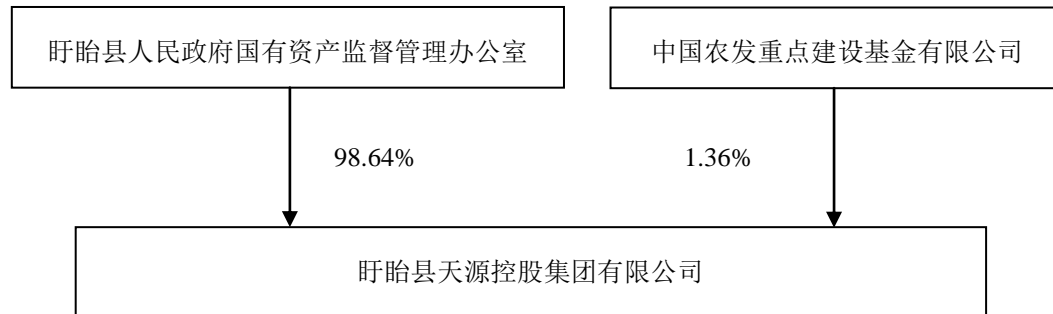 盱眙县人民政府国有资产监督管理办公室
中国农发重点建设基金有限公司
98.64%
1.36%
盱眙县天源控股集团有限公司